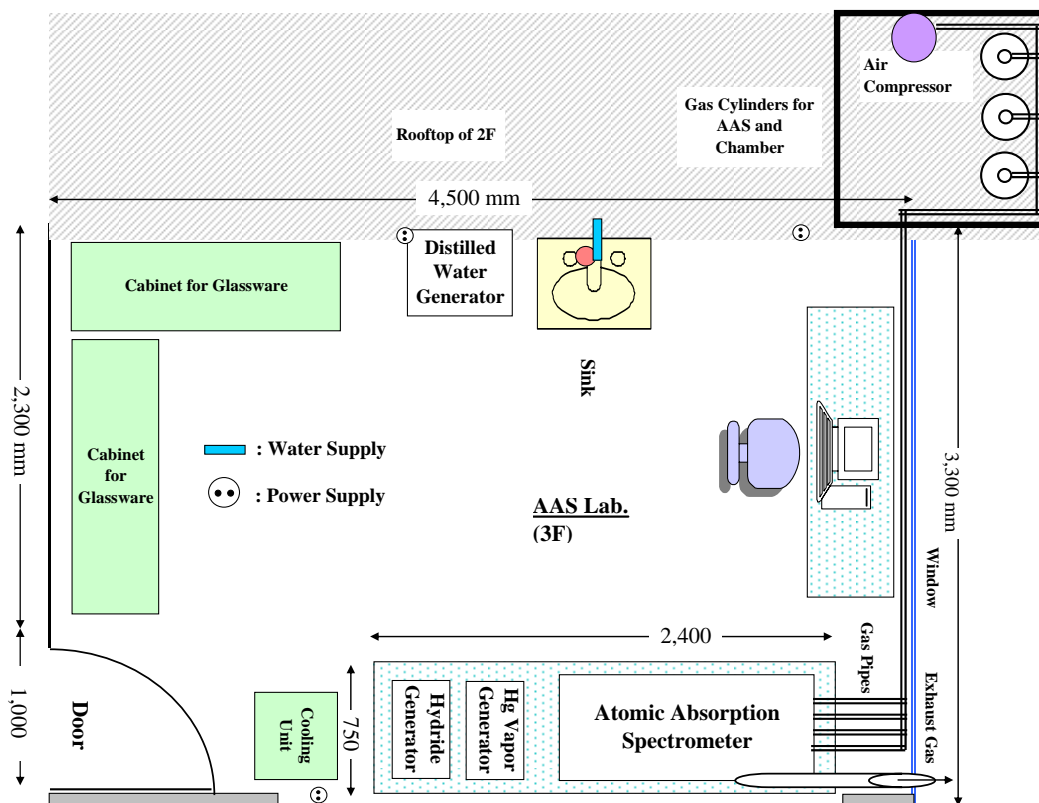 Air
Compressor
Gas Cylinders for
AAS and
Chamber
Rooftop of 2F
4,500 mm
Distilled
Water
Generator
Cabinet for Glassware
Sink
2,300 mm
Cabinet
for
Glassware
: Water Supply
: Power Supply
AAS Lab.
(3F)
3,300 mm
Window
2,400
Gas Pipes
Exhaust Gas
1,000
Door
Cooling
Unit
750
Hydride
Generator
Hg Vapor
Generator
Atomic Absorption
Spectrometer